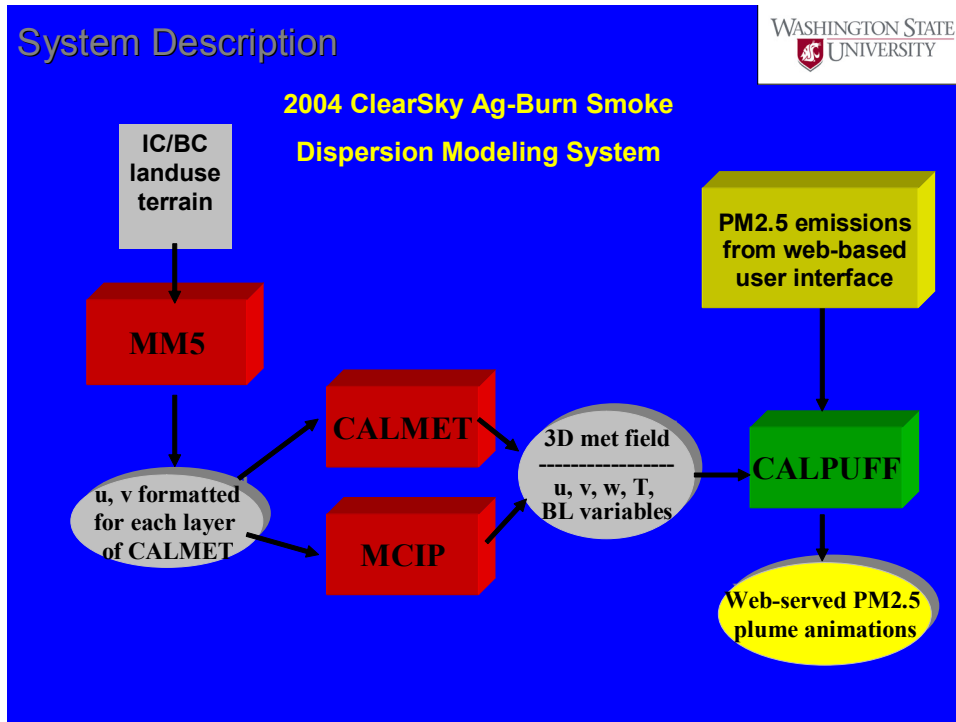 System Description
WASHINGTON STATE
UNIVERSITY
2004 ClearSky Ag-Burn Smoke
Dispersion Modeling System
IC/BC
landuse
terrain
PM2.5 emissions
from web-based
user interface
MM5
CALMET
3D met field
-----------------
u, v, w, T,
BL variables
CALPUFF
u, v formatted
for each layer
of CALMET
MCIP
Web-served PM2.5
plume animations